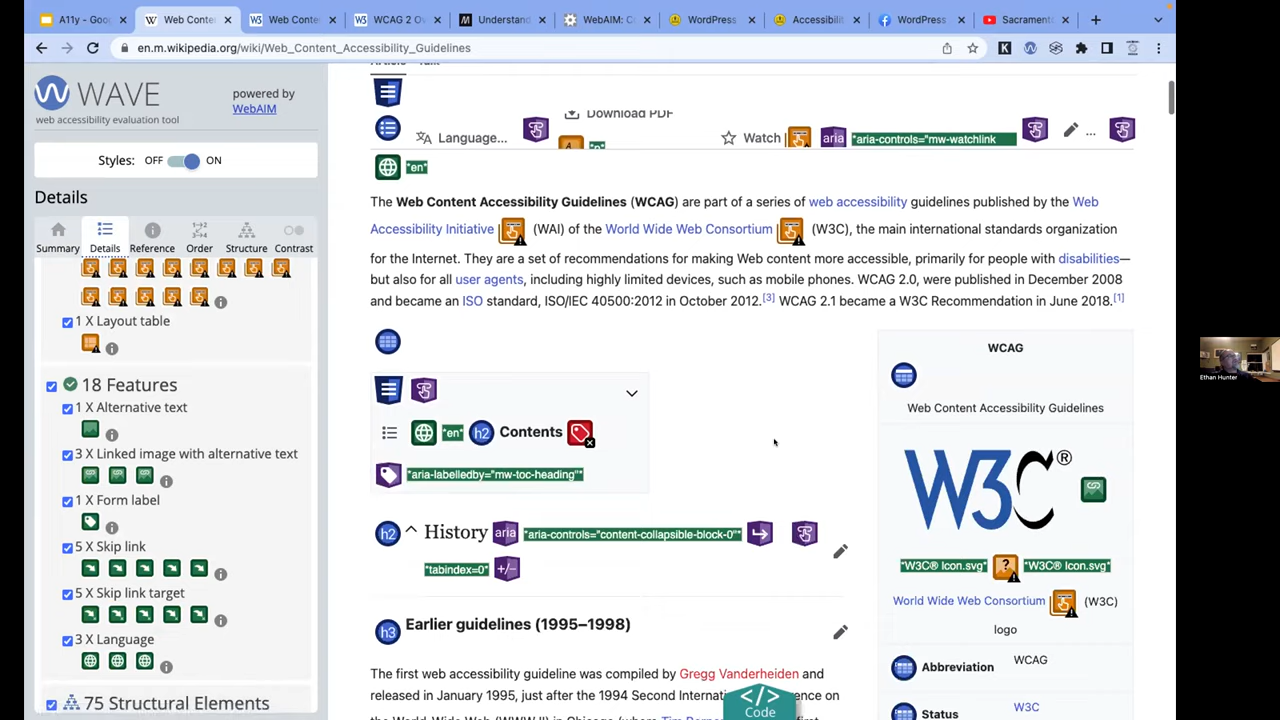 A11y - Goo
Web Conte
Web Conten
WCAG 2 Ov
Understan
WebAIM: C
WordPress
Accessibili
WordPress
Sacrament
en.m.wikipedia.org/wiki/Web_Content_Accessibility_Guidelines
WAVE
web accessibility evaluation tool
powered by
WebAIM
Styles: OFF ON
Details
Summary
Details
Reference
Order
Structure
Contrast
1 X Layout table
18 Features
1 X Alternative text
3 X Linked image with alternative text
1 X Form label
5 X Skip link
5 X Skip link target
3 X Language
75 Structural Elements
Download PDF
Language...
Watch
aria
*aria-controls="mw-watchlink
...
*en*
The Web Content Accessibility Guidelines (WCAG) are part of a series of web accessibility guidelines published by the Web
Accessibility Initiative (WAI) of the World Wide Web Consortium (W3C), the main international standards organization
for the Internet. They are a set of recommendations for making Web content more accessible, primarily for people with disabilities—
but also for all user agents, including highly limited devices, such as mobile phones. WCAG 2.0, were published in December 2008
and became an ISO standard, ISO/IEC 40500:2012 in October 2012.[3] WCAG 2.1 became a W3C Recommendation in June 2018.[1]
*en* h2 Contents
*aria-labelledby="mw-toc-heading"*
h2 History aria *aria-controls="content-collapsible-block-0"*
*tabindex=0* +/-
h3 Earlier guidelines (1995–1998)
The first web accessibility guideline was compiled by Gregg Vanderheiden and
released in January 1995, just after the 1994 Second Internati
erence on
</>
Code
WCAG
Web Content Accessibility Guidelines
W3C®
*W3C® Icon.svg* ? *W3C® Icon.svg*
World Wide Web Consortium (W3C)
logo
Abbreviation WCAG
Status W3C
Ethan Hunter